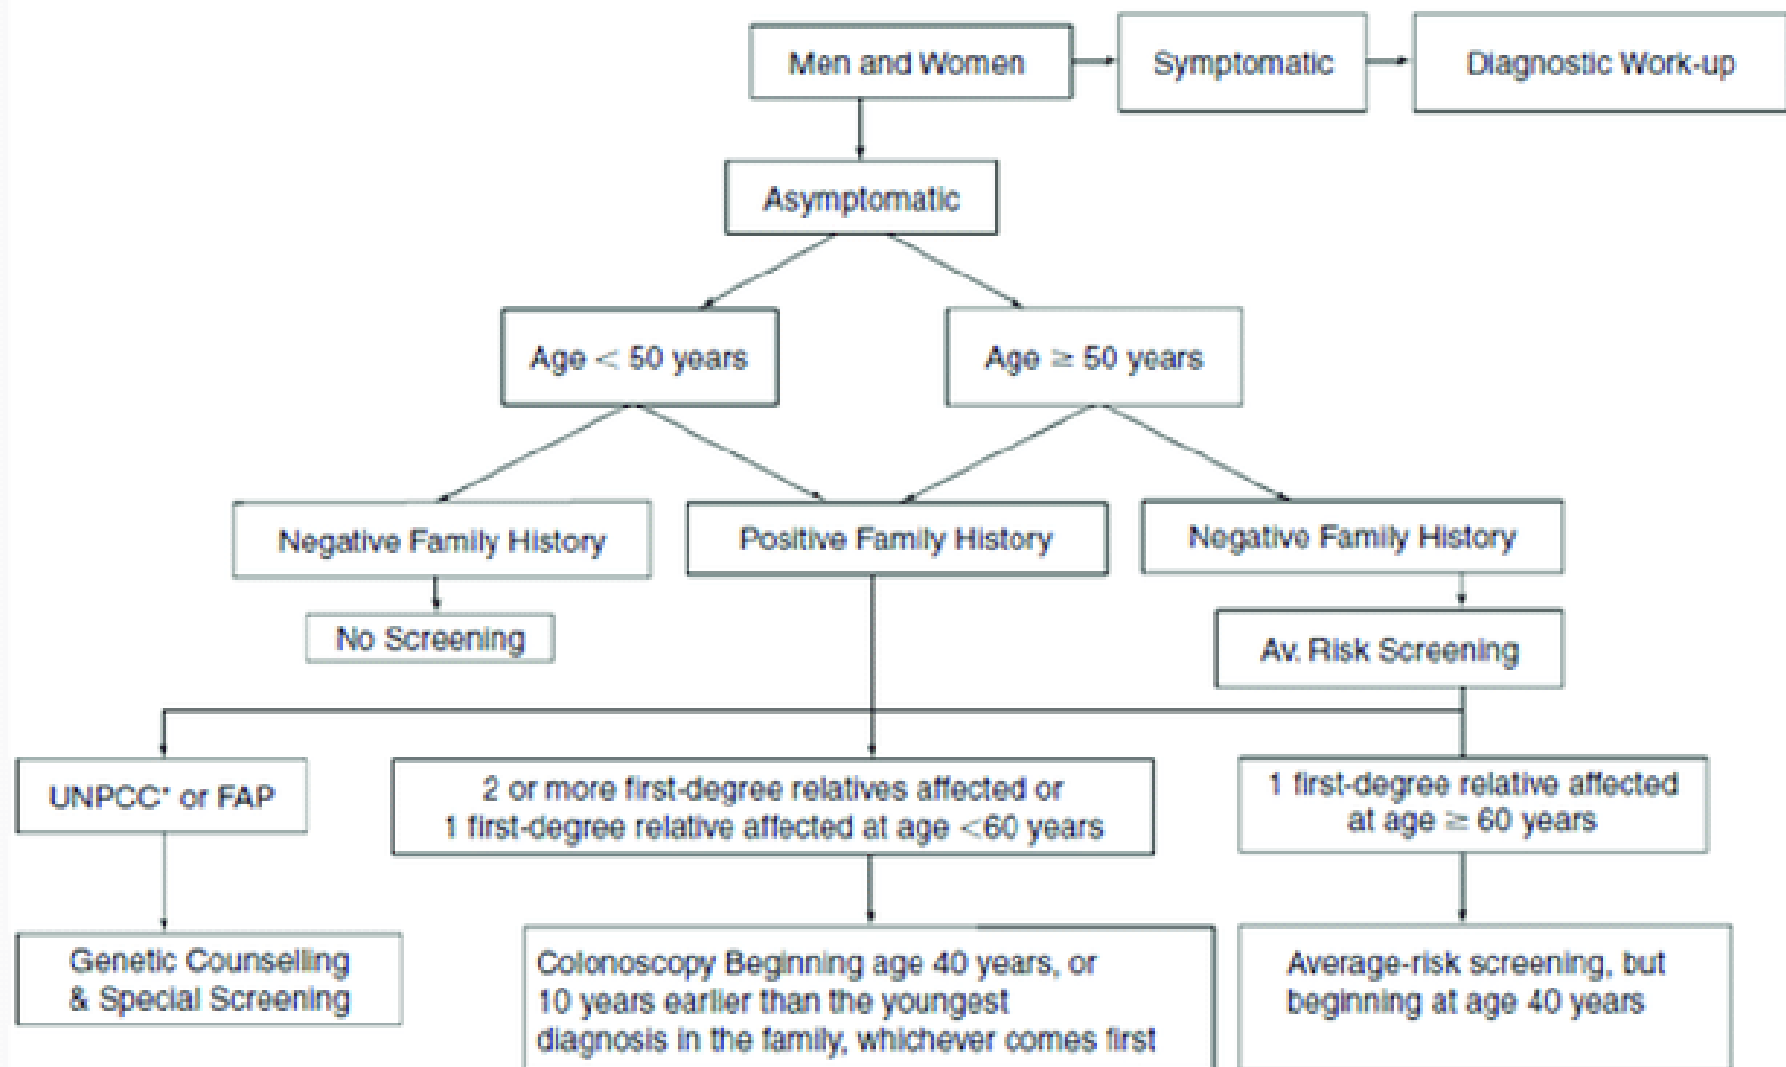 Men and Women
Symptomatic
Diagnostic Work-up
Asymptomatic
Age < 50 years
Age ≥ 50 years
Negative Family History
Positive Family History
Negative Family History
No Screening
Av. Risk Screening
UNPCC* or FAP
2 or more first-degree relatives affected or
1 first-degree relative affected at age <60 years
1 first-degree relative affected
at age ≥ 60 years
Genetic Counselling
& Special Screening
Colonoscopy Beginning age 40 years, or
10 years earlier than the youngest
diagnosis in the family, whichever comes first
Average-risk screening, but
beginning at age 40 years